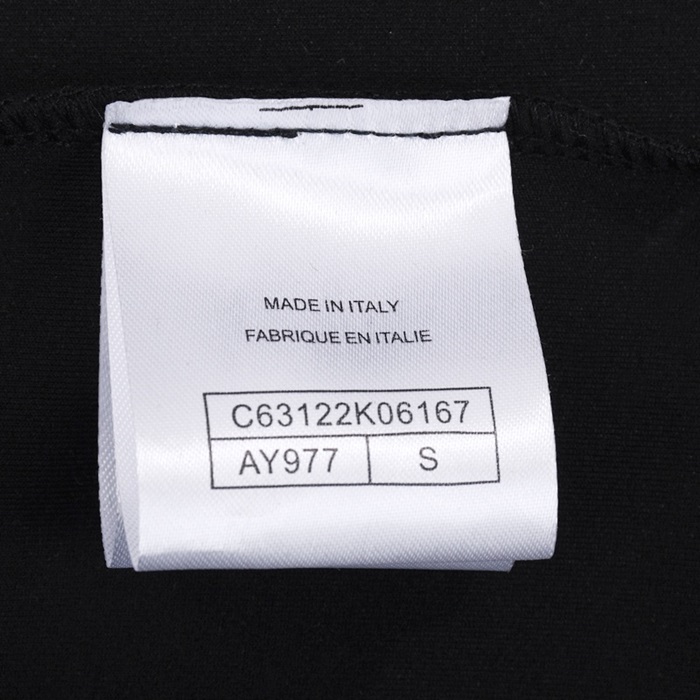 MADE IN ITALY
FABRIQUE EN ITALIE
C63122K06167
AY977 S